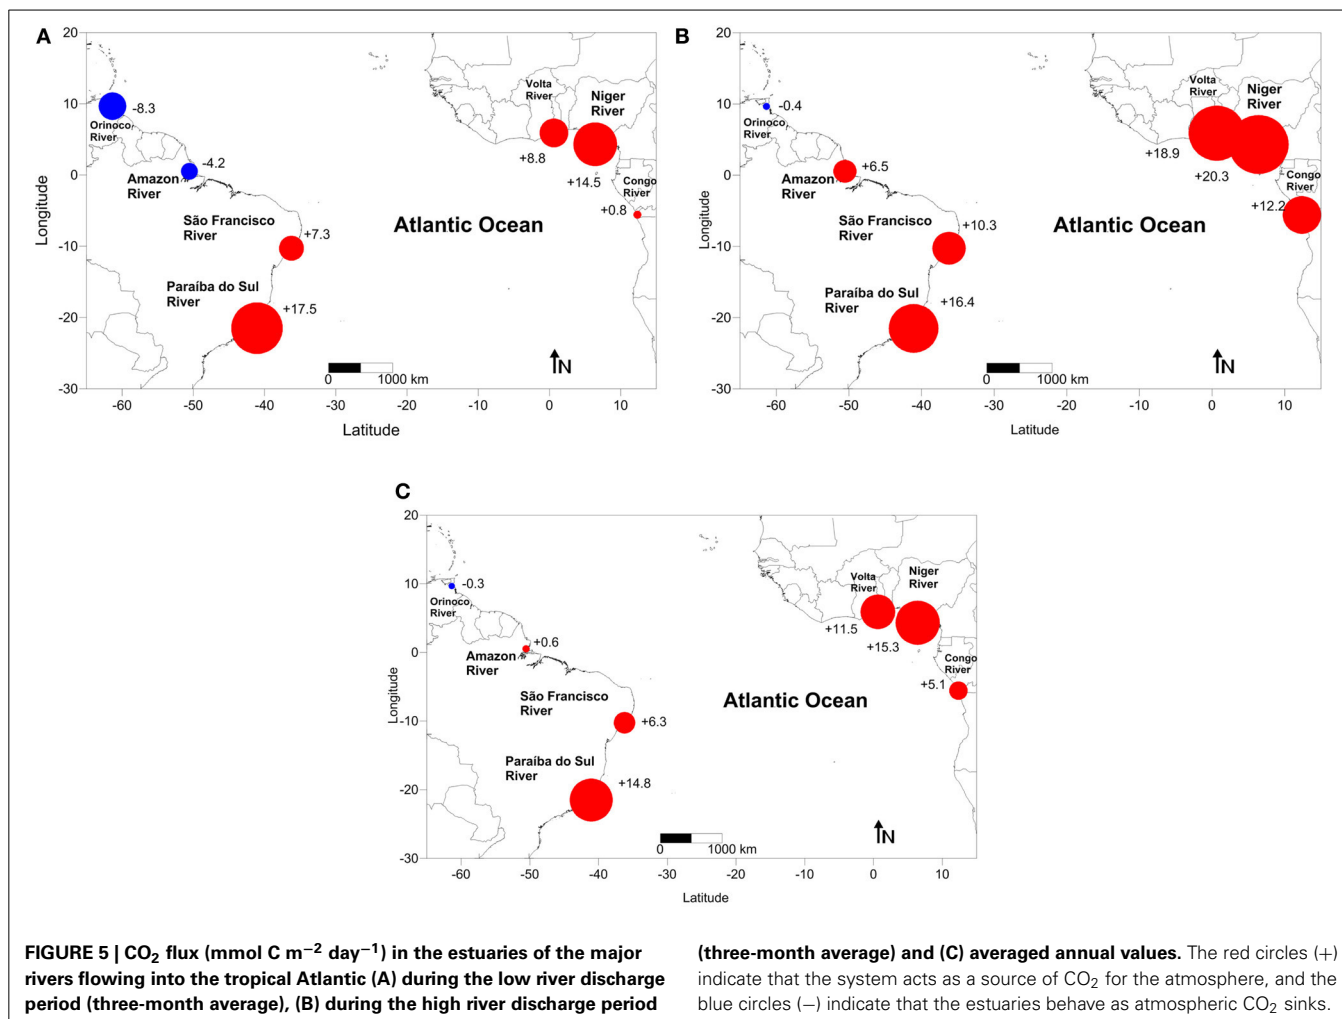 A
20
10
0
-10
-20
-30
Longitude
-60
-50
-40
-30
-20
-10
0
10
Latitude
-8.3
Orinoco
River
-4.2
Amazon
River
São Francisco
River
+7.3
Paraíba do Sul
River
+17.5
Atlantic Ocean
Volta
River
+8.8
Niger
River
+14.5
Congo
River
+0.8
0
1000 km
N
B
20
10
0
-10
-20
-30
-60
-50
-40
-30
-20
-10
0
10
Latitude
-0.4
Orinoco
River
+6.5
Amazon
River
São Francisco
River
+10.3
Paraíba do Sul
River
+16.4
Atlantic Ocean
Volta
River
+18.9
Niger
River
+20.3
Congo
River
+12.2
0
1000 km
N
C
20
10
0
-10
-20
-30
Longitude
-60
-50
-40
-30
-20
-10
0
10
Latitude
-0.3
Orinoco
River
+0.6
Amazon
River
São Francisco
River
+6.3
Paraíba do Sul
River
+14.8
Atlantic Ocean
Volta
River
+11.5
Niger
River
+15.3
Congo
River
+5.1
0
1000 km
N
FIGURE 5 | CO₂ flux (mmol C m⁻² day⁻¹) in the estuaries of the major
rivers flowing into the tropical Atlantic (A) during the low river discharge
period (three-month average), (B) during the high river discharge period
(three-month average) and (C) averaged annual values. The red circles (+)
indicate that the system acts as a source of CO₂ for the atmosphere, and the
blue circles (−) indicate that the estuaries behave as atmospheric CO₂ sinks.